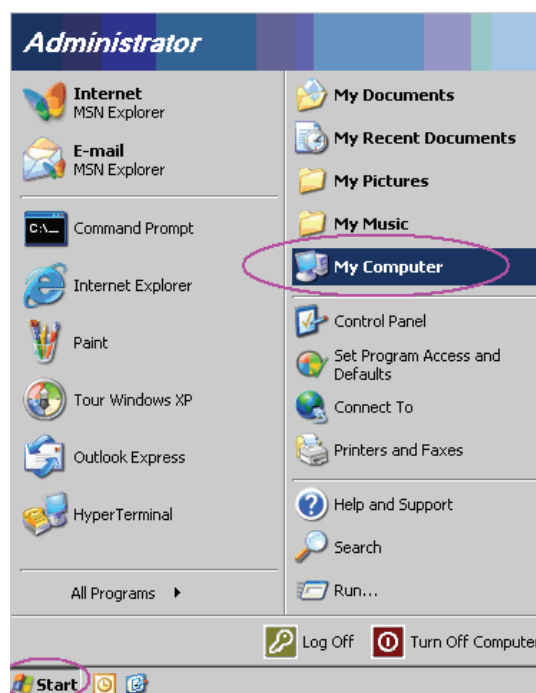 Administrator
Internet
MSN Explorer
E-mail
MSN Explorer
C:\_
Command Prompt
Internet Explorer
Paint
Tour Windows XP
Outlook Express
HyperTerminal
All Programs
My Documents
My Recent Documents
My Pictures
My Music
My Computer
Control Panel
Set Program Access and
Defaults
Connect To
Printers and Faxes
Help and Support
Search
Run...
Log Off
Turn Off Computer
Start